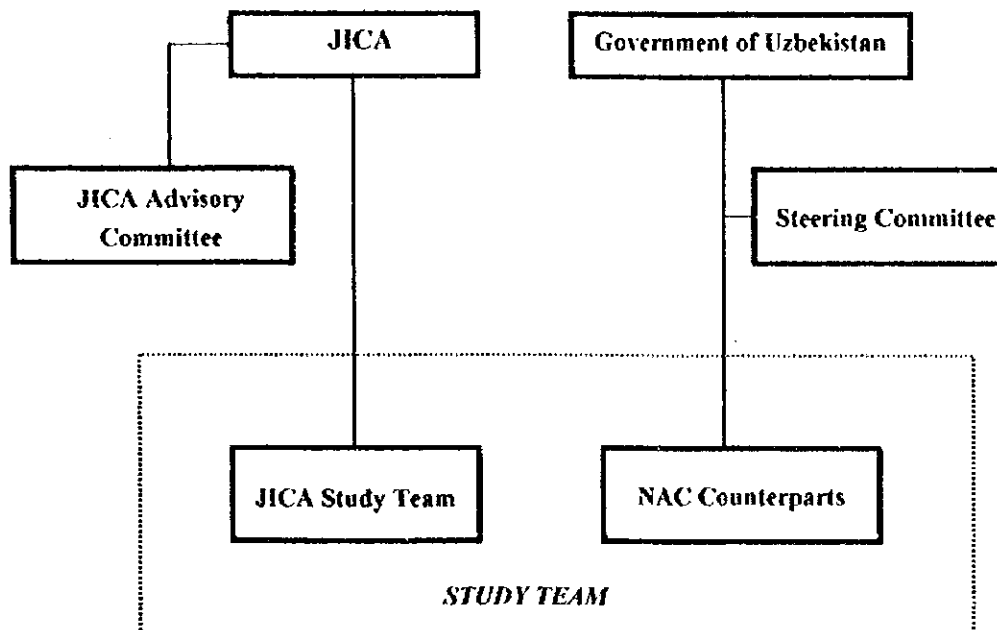 JICA
Government of Uzbekistan
JICA Advisory
Committee
Steering Committee
JICA Study Team
NAC Counterparts
STUDY TEAM